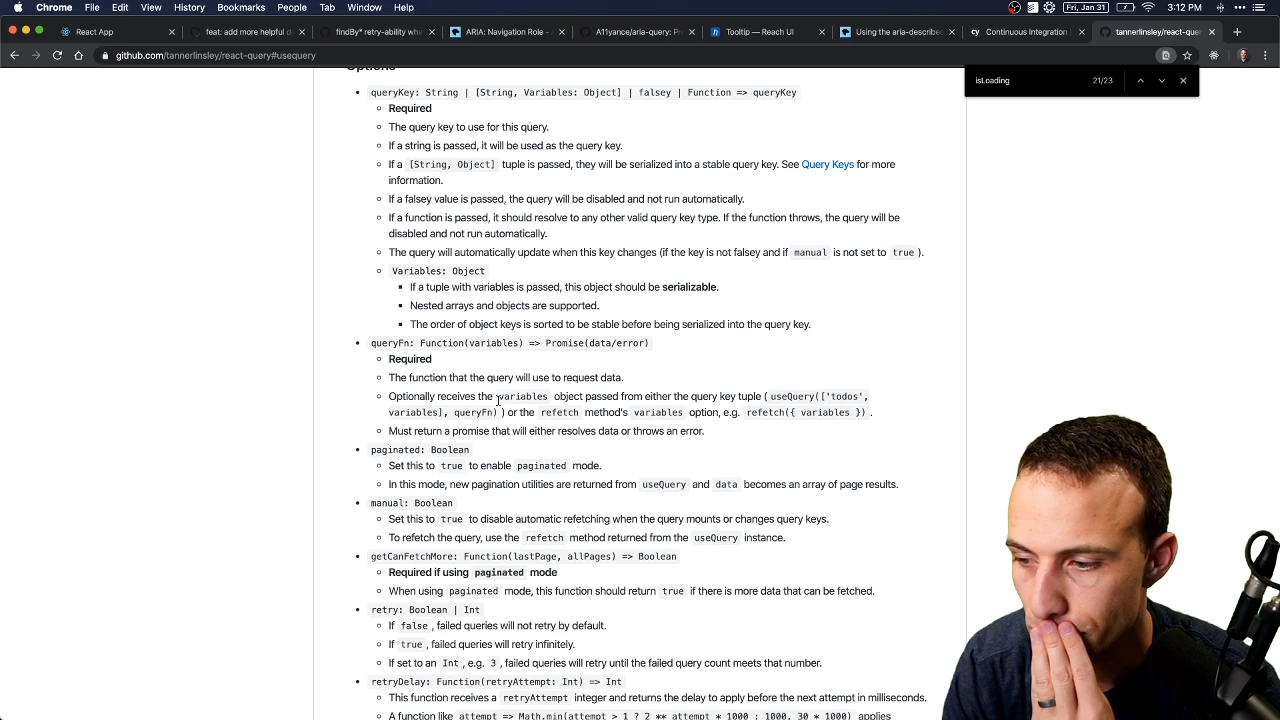 Chrome File Edit View History Bookmarks People Tab Window Help Fri, Jan 31 3:12 PM
React App feat: add more helpful d findBy* retry-ability wha ARIA: Navigation Role - A11yance/aria-query: Pr Tooltip – Reach UI Using the aria-describe Continuous Integration | tannerlinsley/react-que
github.com/tannerlinsley/react-query#usequery
isLoading 21/23
Options
queryKey: String | [String, Variables: Object] | falsey | Function => queryKey
Required
The query key to use for this query.
If a string is passed, it will be used as the query key.
If a [String, Object] tuple is passed, they will be serialized into a stable query key. See Query Keys for more
information.
If a falsey value is passed, the query will be disabled and not run automatically.
If a function is passed, it should resolve to any other valid query key type. If the function throws, the query will be
disabled and not run automatically.
The query will automatically update when this key changes (if the key is not falsey and if manual is not set to true ).
Variables: Object
If a tuple with variables is passed, this object should be serializable.
Nested arrays and objects are supported.
The order of object keys is sorted to be stable before being serialized into the query key.
queryFn: Function(variables) => Promise(data/error)
Required
The function that the query will use to request data.
Optionally receives the variables object passed from either the query key tuple ( useQuery(['todos',
variables], queryFn) ) or the refetch method's variables option, e.g. refetch({ variables }) .
Must return a promise that will either resolves data or throws an error.
paginated: Boolean
Set this to true to enable paginated mode.
In this mode, new pagination utilities are returned from useQuery and data becomes an array of page results.
manual: Boolean
Set this to true to disable automatic refetching when the query mounts or changes query keys.
To refetch the query, use the refetch method returned from the useQuery instance.
getCanFetchMore: Function(lastPage, allPages) => Boolean
Required if using paginated mode
When using paginated mode, this function should return true if there is more data that can be fetched.
retry: Boolean | Int
If false , failed queries will not retry by default.
If true , failed queries will retry infinitely.
If set to an Int , e.g. 3 , failed queries will retry until the failed query count meets that number.
retryDelay: Function(retryAttempt: Int) => Int
This function receives a retryAttempt integer and returns the delay to apply before the next attempt in milliseconds.
A function like attempt => Math.min(attempt > 1 ? 2 ** attempt * 1000 : 1000, 30 * 1000) applies